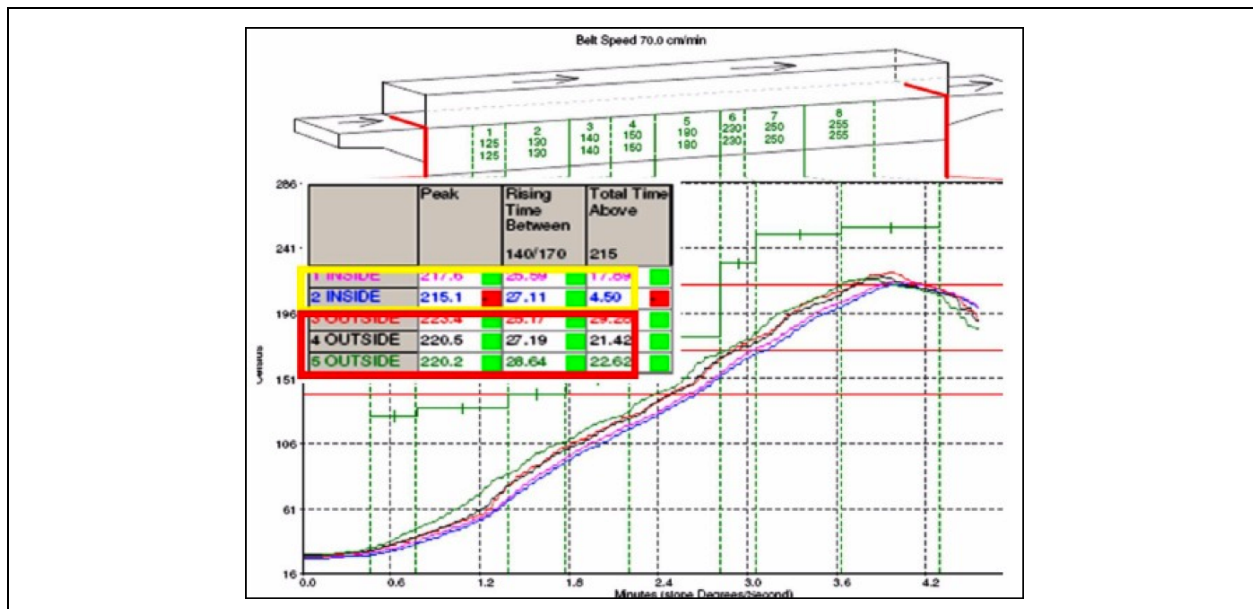 Belt Speed 70.0 cm/min
1 2 3 4 5 6 7 8
125 130 140 150 180 230 250 255
125 130 140 150 180 230 250 255
286
241
196
151
106
61
16
Celsius
Peak Rising Time Between 140/170 Total Time Above 215
1 INSIDE 217.6 25.59 17.89
2 INSIDE 215.1 27.11 4.50
3 OUTSIDE 223.4 25.17 29.25
4 OUTSIDE 220.5 27.19 21.42
5 OUTSIDE 220.2 28.64 22.62
0.0 0.6 1.2 1.8 2.4 3.0 3.6 4.2
Minutes (slope Degrees/Second)